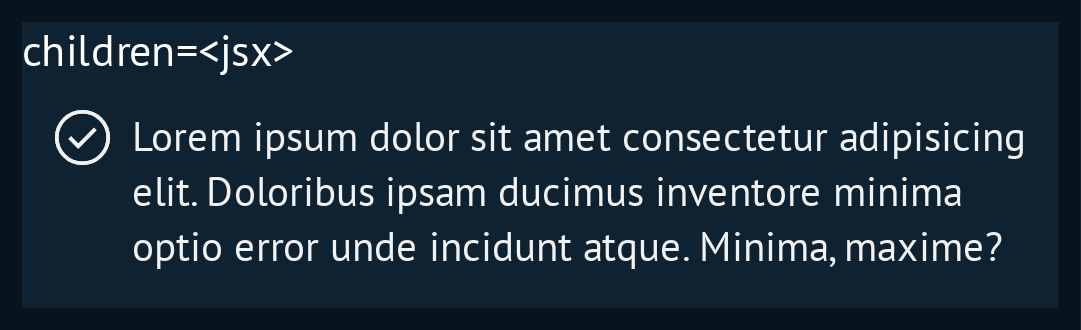 children=<jsx>
Lorem ipsum dolor sit amet consectetur adipisicing
elit. Doloribus ipsam ducimus inventore minima
optio error unde incidunt atque. Minima, maxime?